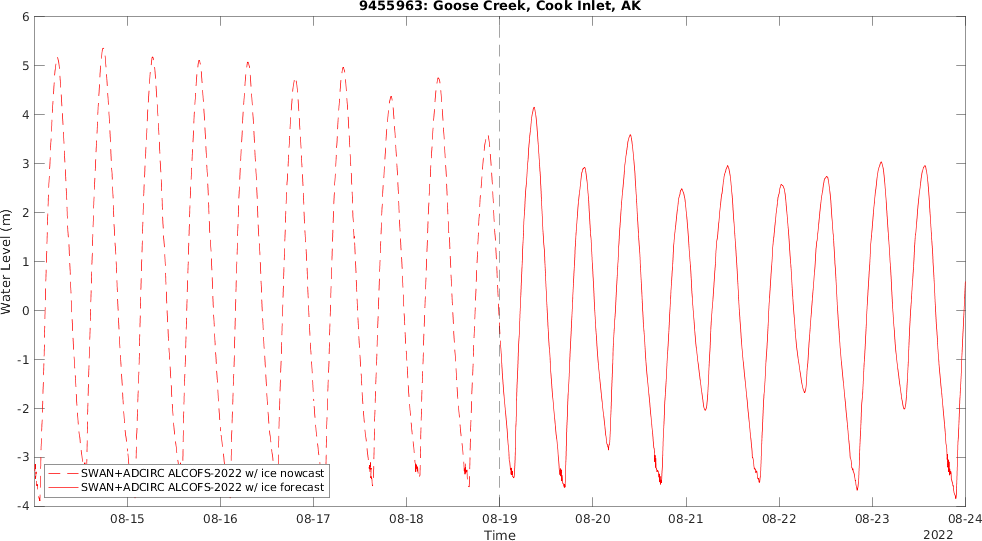 9455963: Goose Creek, Cook Inlet, AK
6
5
4
3
2
1
0
-1
-2
-3
-4
Water Level (m)
SWAN+ADCIRC ALCOFS-2022 w/ ice nowcast
SWAN+ADCIRC ALCOFS-2022 w/ ice forecast
08-15 08-16 08-17 08-18 08-19 08-20 08-21 08-22 08-23 08-24
Time
2022